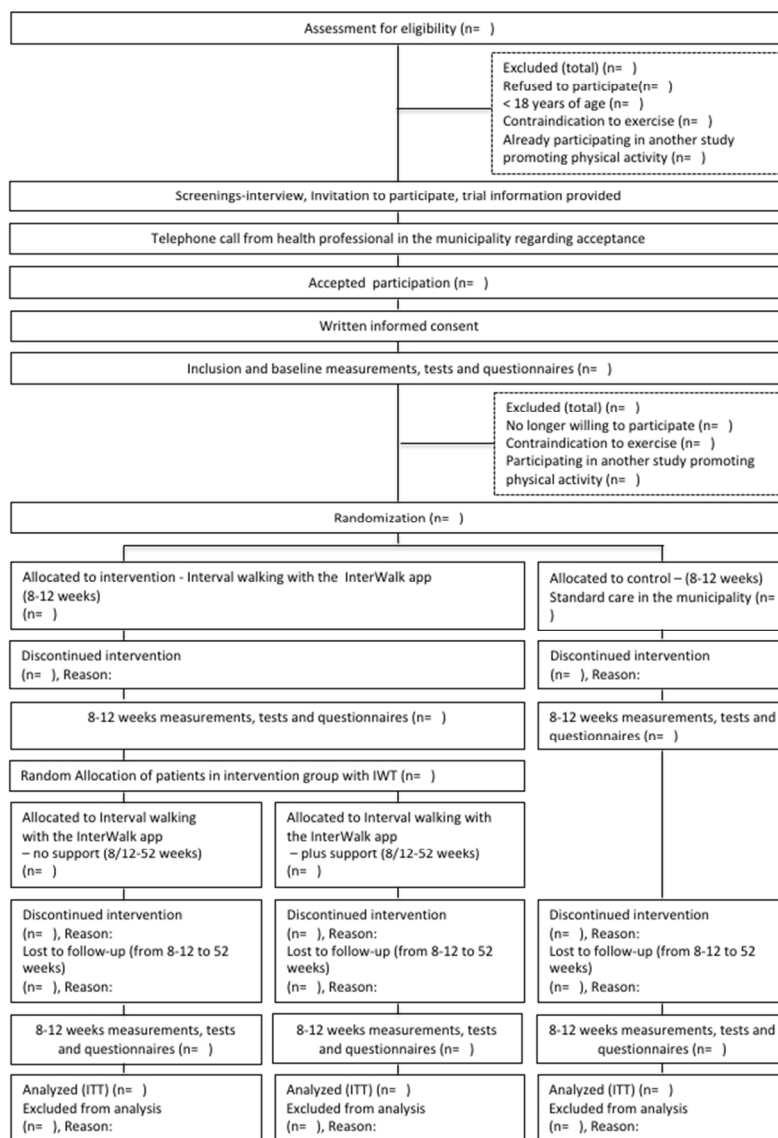 Assessment for eligibility (n=   )
Excluded (total) (n=   )
Refused to participate(n=   )
< 18 years of age (n=   )
Contraindication to exercise (n=   )
Already participating in another study
promoting physical activity (n=   )
Screenings-interview, Invitation to participate, trial information provided
Telephone call from health professional in the municipality regarding acceptance
Accepted  participation (n=   )
Written informed consent
Inclusion and baseline measurements, tests and questionnaires (n=   )
Excluded (total) (n=   )
No longer willing to participate (n=   )
Contraindication to exercise (n=   )
Participating in another study promoting
physical activity (n=   )
Randomization (n=   )
Allocated to intervention - Interval walking with the  InterWalk app
(8-12 weeks)
(n=   )
Allocated to control – (8-12 weeks)
Standard care in the municipality (n=
)
Discontinued intervention
(n=   ), Reason:
Discontinued intervention
(n=   ), Reason:
8-12 weeks measurements, tests and questionnaires (n=   )
8-12 weeks measurements, tests and
questionnaires (n=   )
Random Allocation of patients in intervention group with IWT (n=   )
Allocated to Interval walking
with the InterWalk app
– no support (8/12-52 weeks)
(n=   )
Allocated to Interval walking with
the InterWalk app
– plus support (8/12-52 weeks)
(n=   )
Discontinued intervention
(n=   ), Reason:
Lost to follow-up (from 8-12 to 52
weeks)
(n=   ), Reason:
Discontinued intervention
(n=   ), Reason:
Lost to follow-up (from 8-12 to 52
weeks)
(n=   ), Reason:
Discontinued intervention
(n=   ), Reason:
Lost to follow-up (from 8-12 to 52
weeks)
(n=   ), Reason:
8-12 weeks measurements, tests
and questionnaires (n=   )
8-12 weeks measurements, tests
and questionnaires (n=   )
8-12 weeks measurements, tests and
questionnaires (n=   )
Analyzed (ITT) (n=   )
Excluded from analysis
(n=   ), Reason:
Analyzed (ITT) (n=   )
Excluded from analysis
(n=   ), Reason:
Analyzed (ITT) (n=   )
Excluded from analysis
(n=   ), Reason: